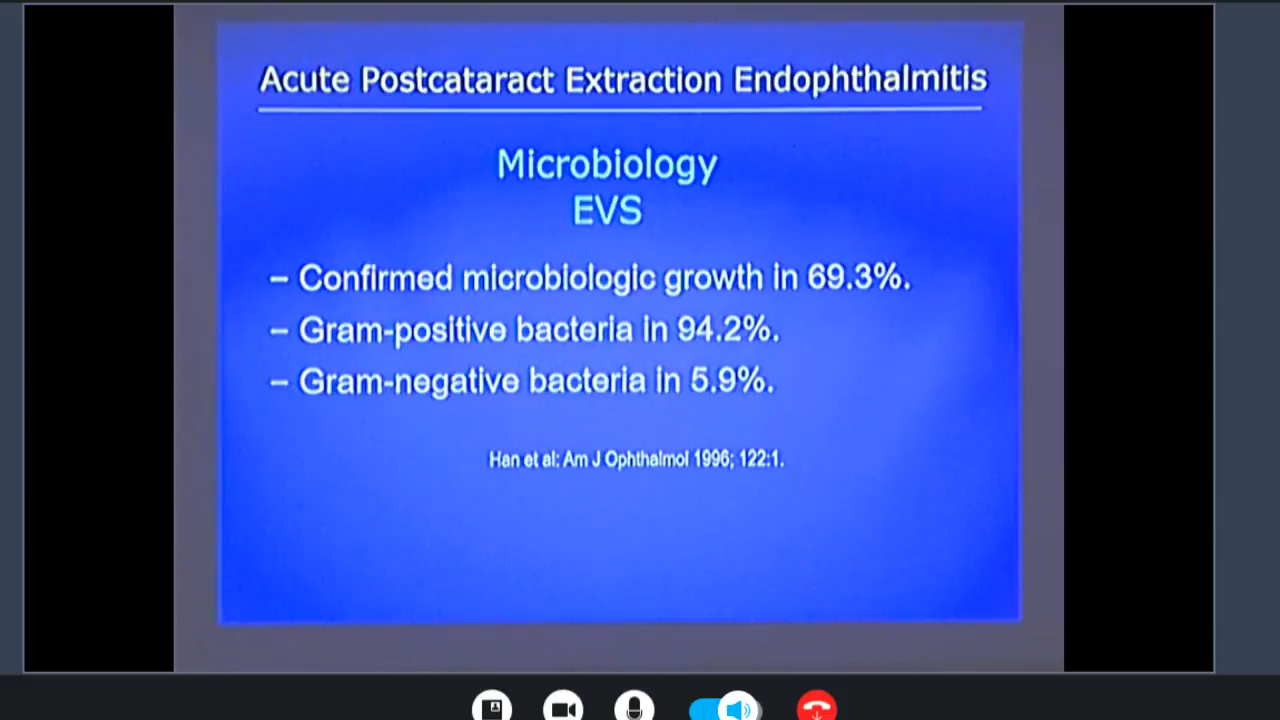 Acute Postcataract Extraction Endophthalmitis
Microbiology
EVS
– Confirmed microbiologic growth in 69.3%.
– Gram-positive bacteria in 94.2%.
– Gram-negative bacteria in 5.9%.
Han et al: Am J Ophthalmol 1996; 122:1.